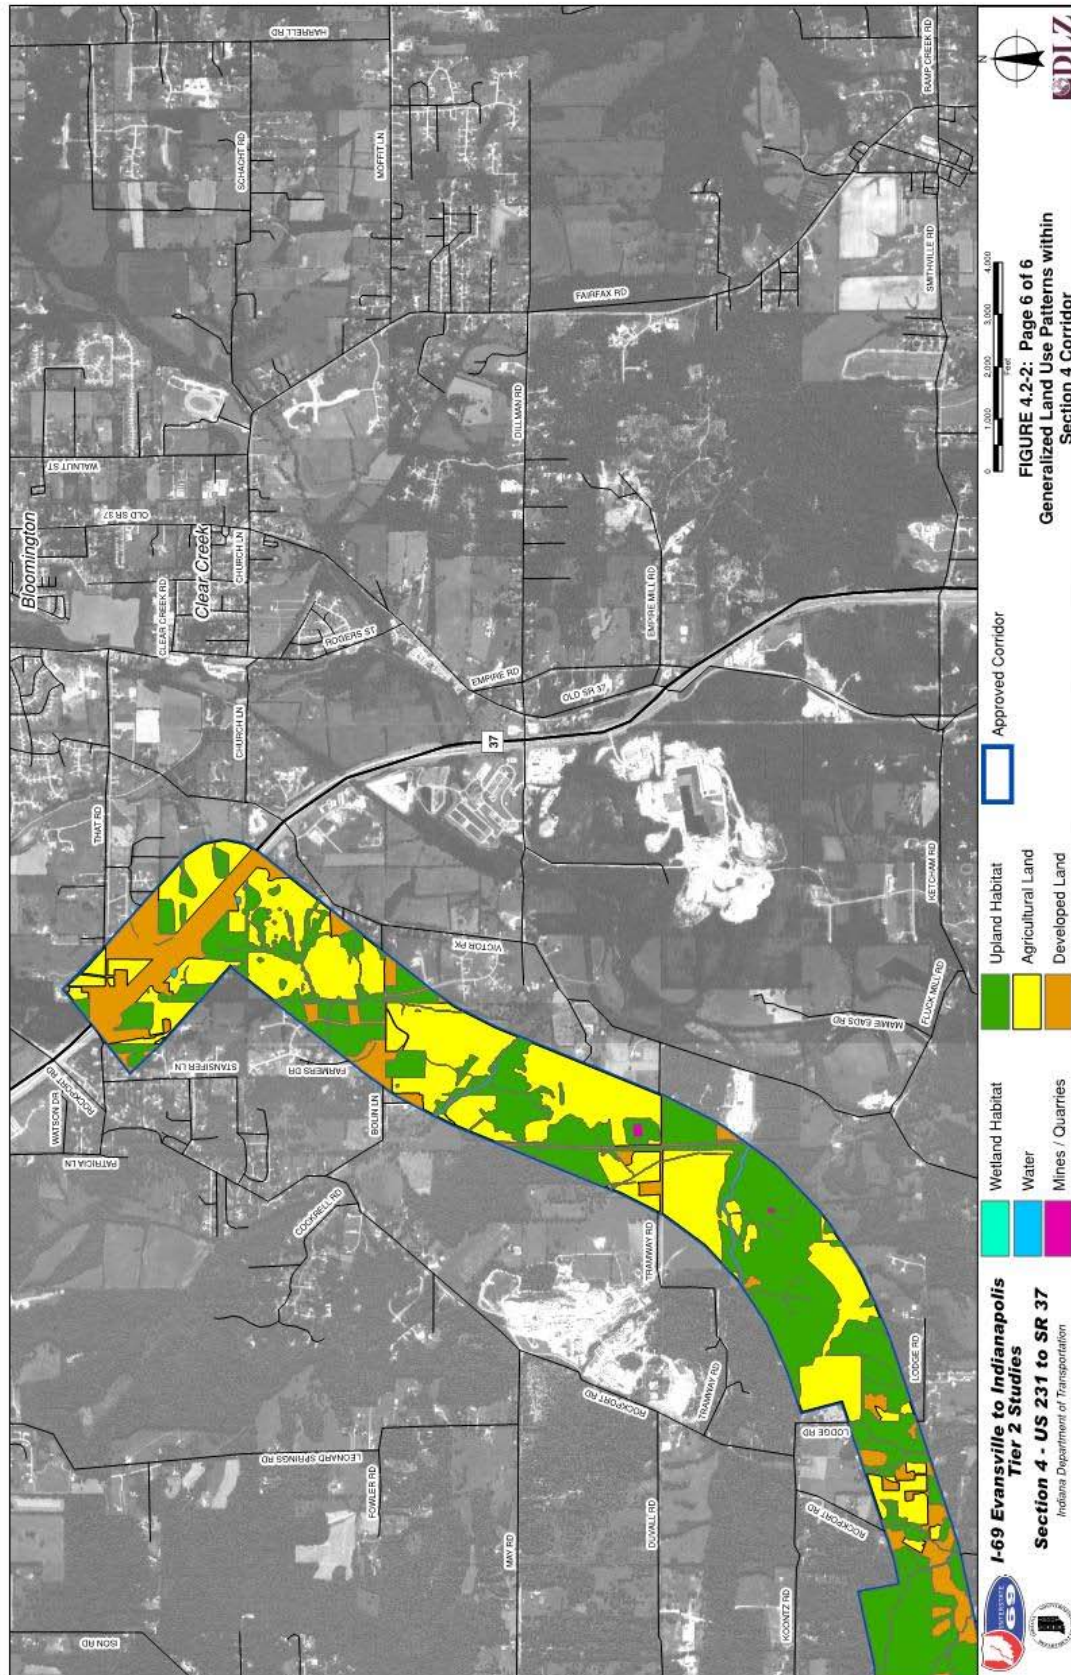 HARRELL RD
SCHACHT RD
MOFFIT LN
RAMP CREEK RD
FAIRFAX RD
SMITHVILLE RD
DILLMAN RD
WALNUT ST
OLD SR 37
Bloomington
Clear Creek
CLEAR CREEK RD
CHURCH LN
ROGERS ST
EMPIRE RD
OLD SR 37
EMPIRE MILL RD
CHURCH LN
37
THAT RD
KETCHAM RD
VICTOR PK
FLUCK MILL RD
MAMIE EADS RD
ROCKPORT RD
WATSON DR
STANSIFER LN
FARMERS DR
PATRICIA LN
BOLIN LN
COCKRELL RD
TRAMWAY RD
LODGE RD
ROCKPORT RD
TRAMWAY RD
LODGE RD
LEONARD SPRINGS RD
FOWLER RD
MAY RD
DUVALL RD
ROCKPORT RD
KOONTZ RD
ISON RD
INTERSTATE
69
I-69 Evansville to Indianapolis
Tier 2 Studies
Section 4 - US 231 to SR 37
Indiana Department of Transportation
Wetland Habitat
Water
Mines / Quarries
Upland Habitat
Agricultural Land
Developed Land
Approved Corridor
0 1,000 2,000 3,000 4,000
Feet
FIGURE 4.2-2: Page 6 of 6
Generalized Land Use Patterns within
Section 4 Corridor
N
DLZ